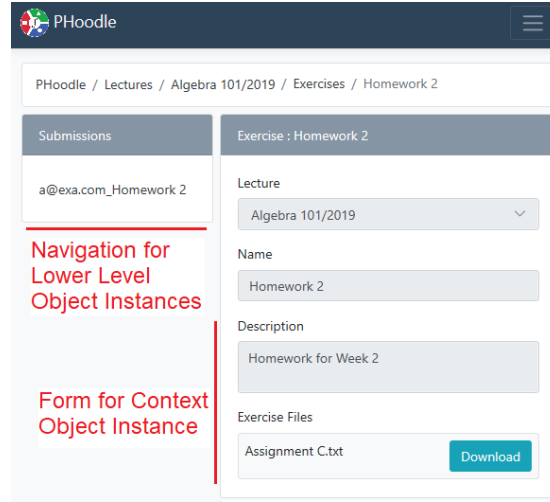 PHoodle
PHoodle / Lectures / Algebra 101/2019 / Exercises / Homework 2
Submissions
a@exa.com_Homework 2
Navigation for
Lower Level
Object Instances
Form for Context
Object Instance
Exercise : Homework 2
Lecture
Algebra 101/2019
Name
Homework 2
Description
Homework for Week 2
Exercise Files
Assignment C.txt
Download